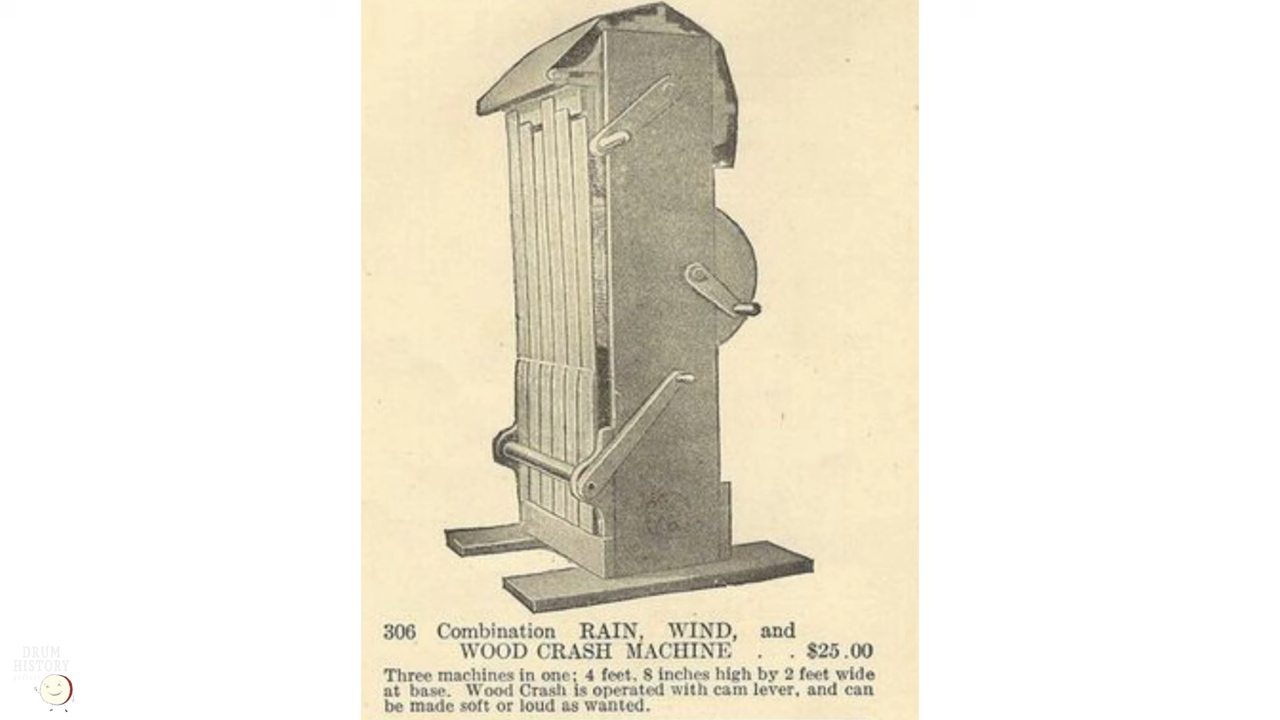 306 Combination RAIN, WIND, and
WOOD CRASH MACHINE . . $25.00
Three machines in one; 4 feet, 8 inches high by 2 feet wide
at base. Wood Crash is operated with cam lever, and can
be made soft or loud as wanted.
DRUM
HISTORY